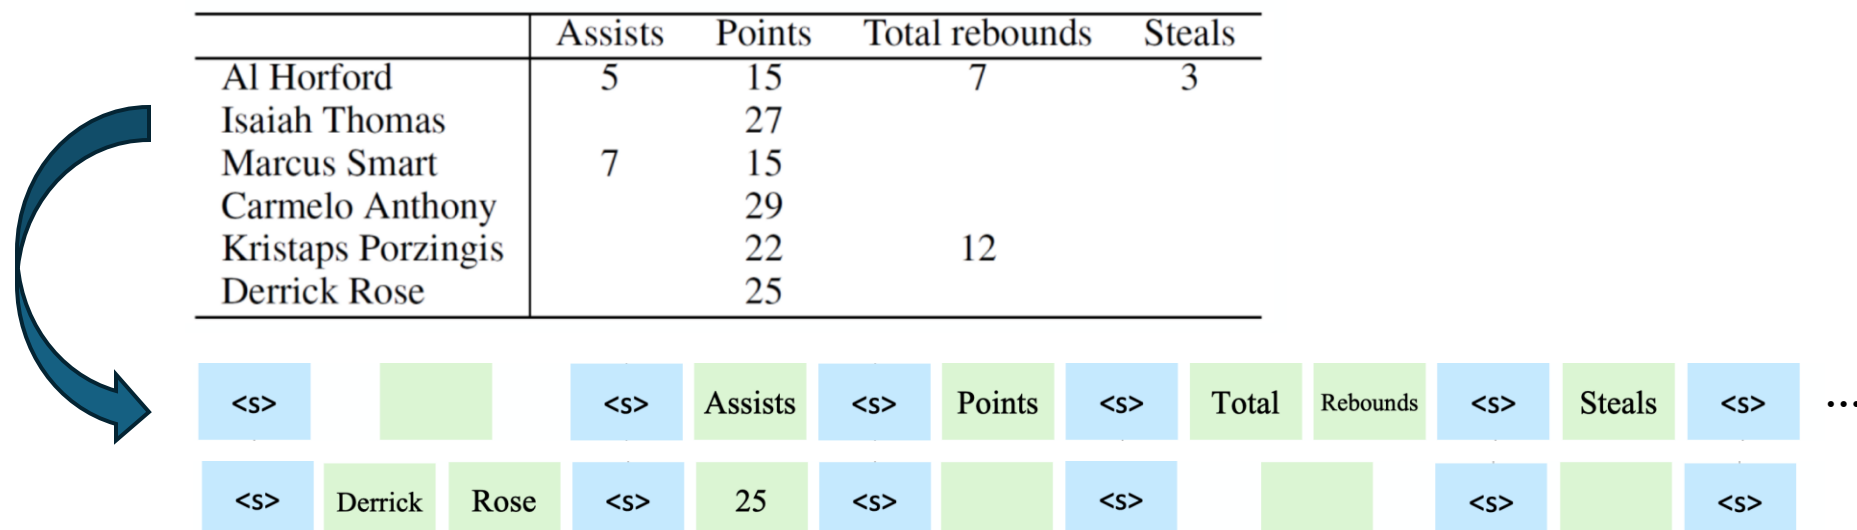 Assists Points Total rebounds Steals
Al Horford 5 15 7 3
Isaiah Thomas 27
Marcus Smart 7 15
Carmelo Anthony 29
Kristaps Porzingis 22 12
Derrick Rose 25
<s> <s> Assists <s> Points <s> Total Rebounds <s> Steals <s> ...
<s> Derrick Rose <s> 25 <s> <s> <s> <s>